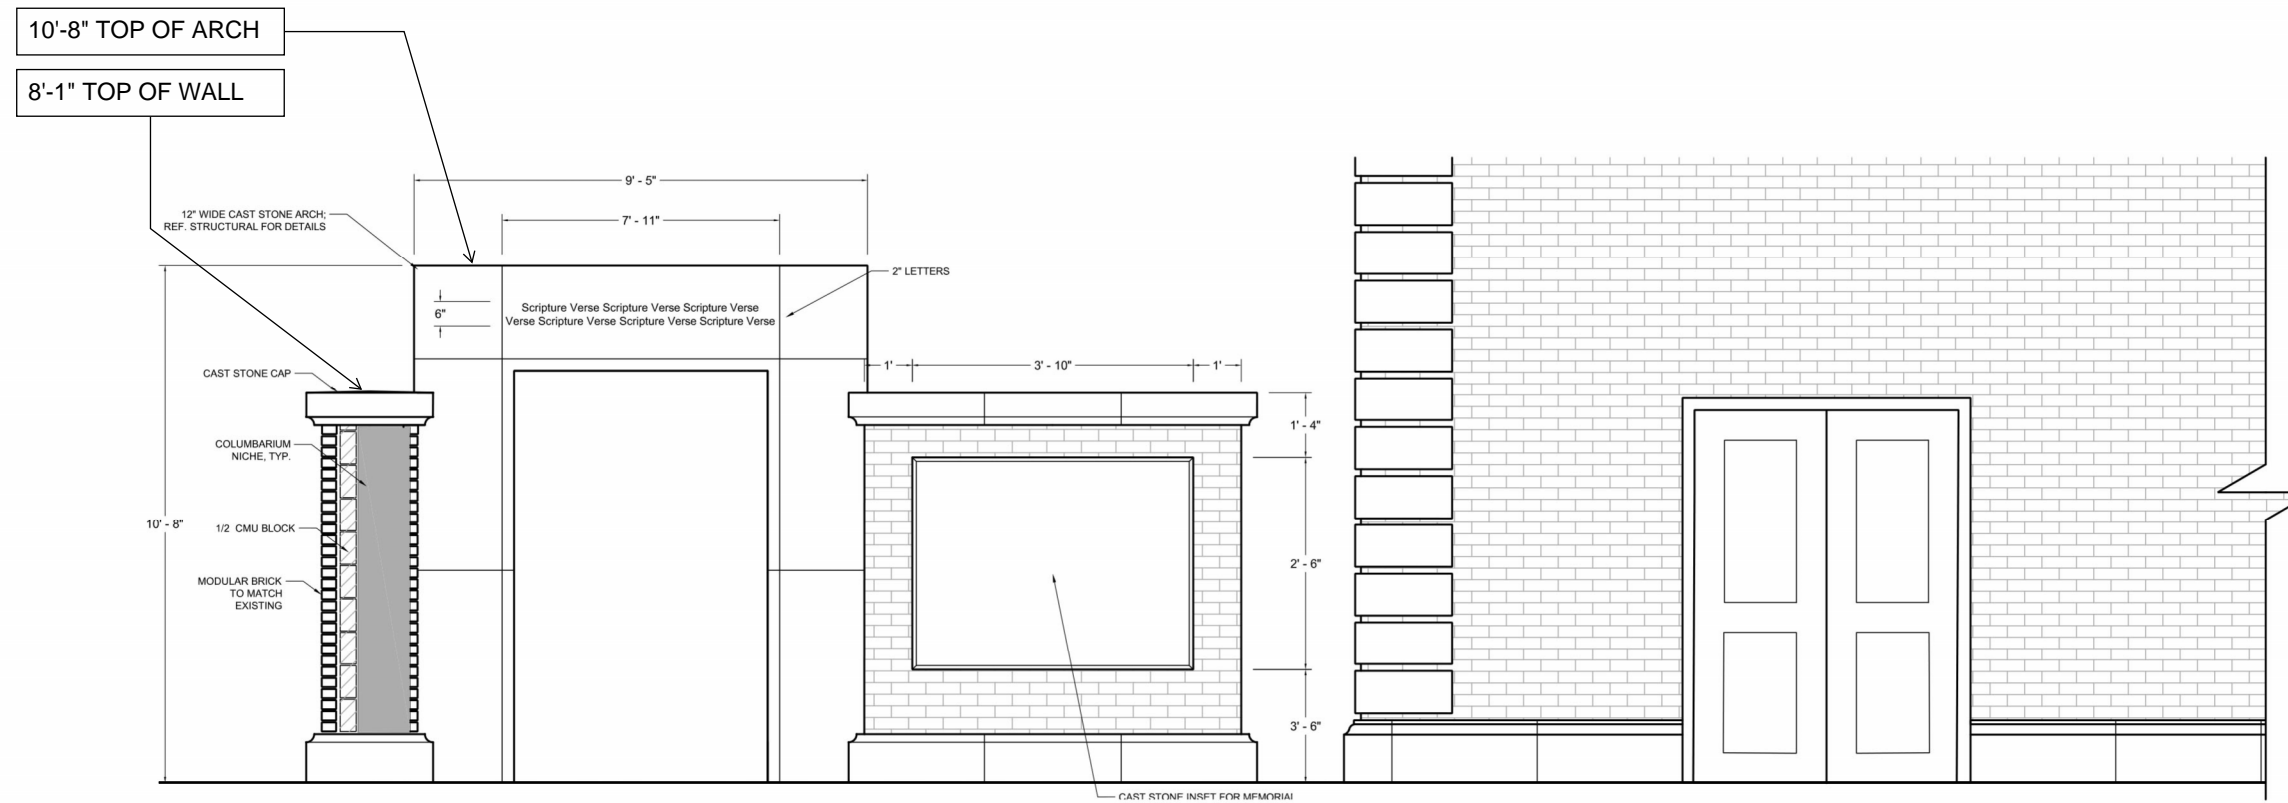 10'-8" TOP OF ARCH
8'-1" TOP OF WALL
9' - 5"
12" WIDE CAST STONE ARCH;
REF. STRUCTURAL FOR DETAILS
7' - 11"
2" LETTERS
6"
Scripture Verse Scripture Verse Scripture Verse
Verse Scripture Verse Scripture Verse Scripture Verse
CAST STONE CAP
1'
3' - 10"
1'
COLUMBARIUM
NICHE, TYP.
1' - 4"
10' - 8"
1/2 CMU BLOCK
2' - 6"
MODULAR BRICK
TO MATCH
EXISTING
3' - 6"
CAST STONE INSET FOR MEMORIAL